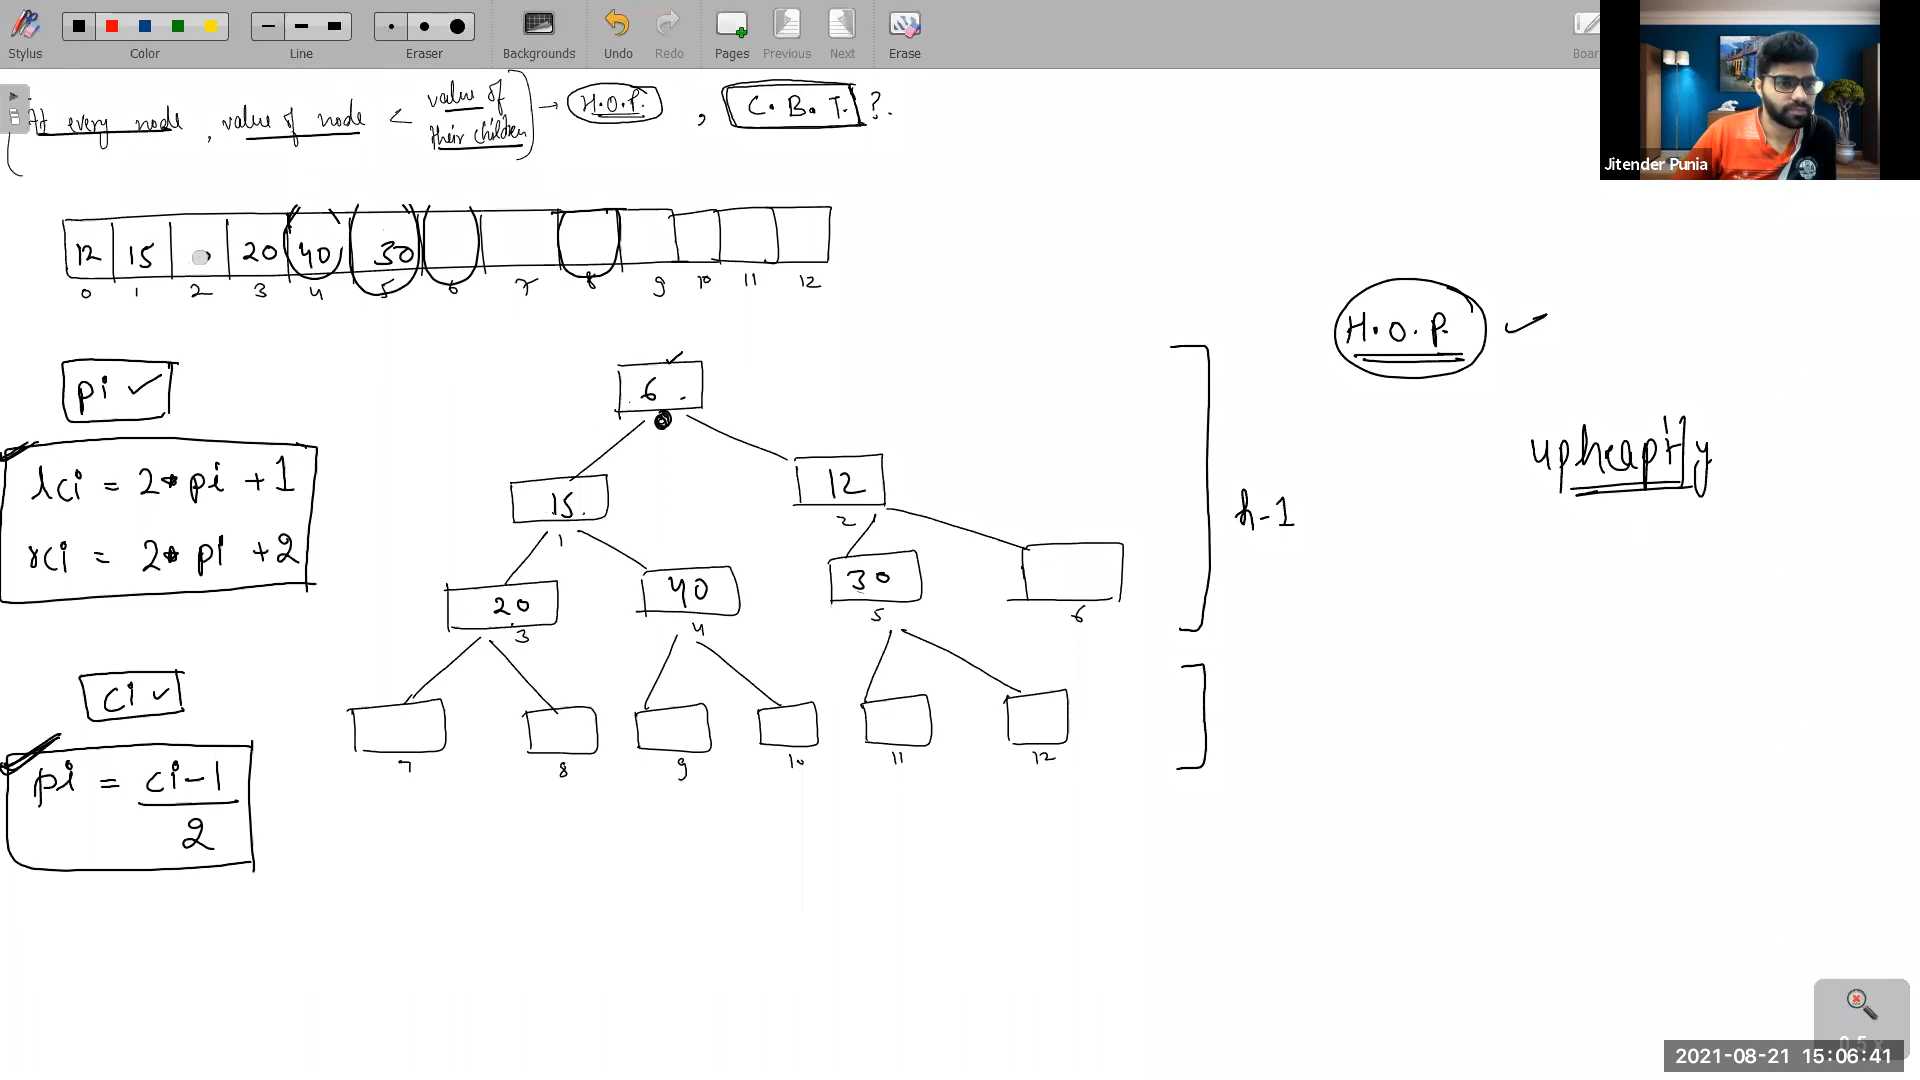 Stylus Color Line Eraser Backgrounds Undo Redo Pages Previous Next Erase Boar
At every node , value of node < value of their children → H.O.P. , C.B.T. ?
12 15 20 40 30
0 1 2 3 4 5 6 7 8 9 10 11 12
Jitender Punia
H.O.P.
pi
6
lci = 2* pi + 1
rci = 2* pi + 2
15
12
1
2
h-1
upheapify
20
40
30
3
4
5
6
ci
pi = ci-1
2
7
8
9
10
11
12
0.5 x
2021-08-21 15:06:41